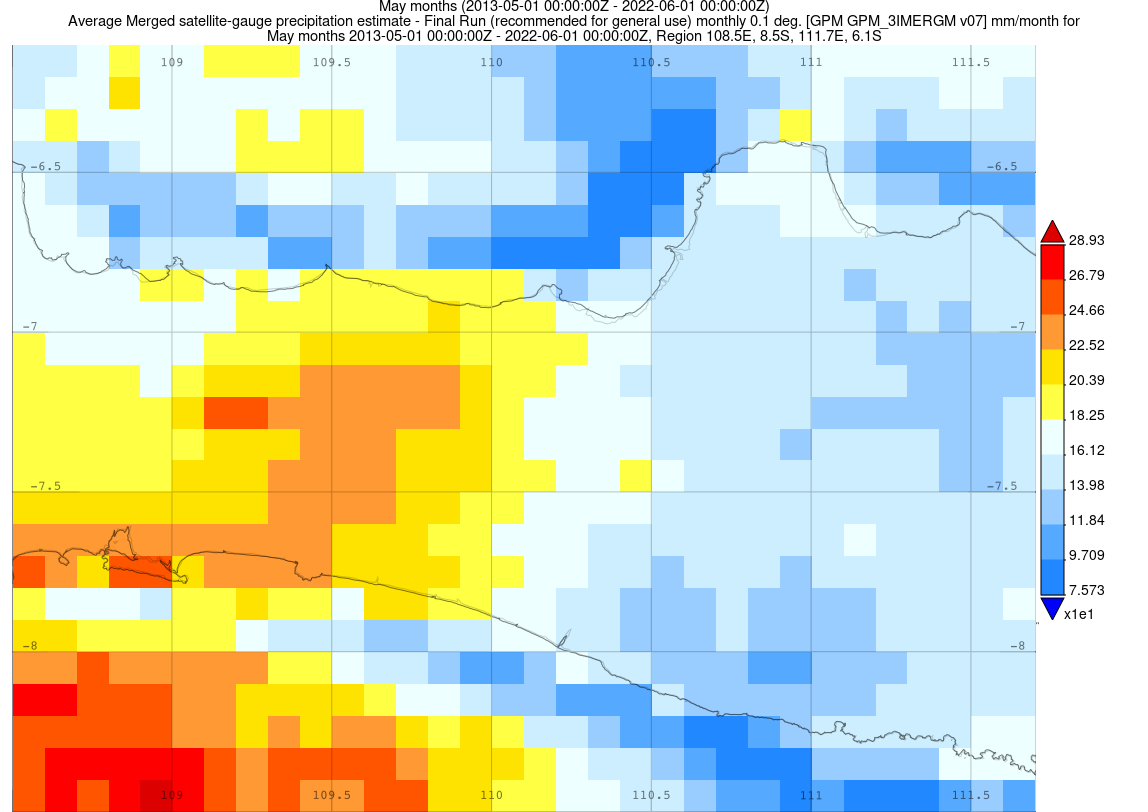 May months (2013-05-01 00:00:00Z - 2022-06-01 00:00:00Z)
Average Merged satellite-gauge precipitation estimate - Final Run (recommended for general use) monthly 0.1 deg. [GPM GPM_3IMERGM v07] mm/month for
May months 2013-05-01 00:00:00Z - 2022-06-01 00:00:00Z, Region 108.5E, 8.5S, 111.7E, 6.1S
109 109.5 110 110.5 111 111.5
-6.5 -6.5
28.93
26.79
24.66
-7 -7
22.52
20.39
18.25
16.12
-7.5 -7.5
13.98
11.84
9.709
7.573
x1e1
-8 -8
109 109.5 110 110.5 111 111.5